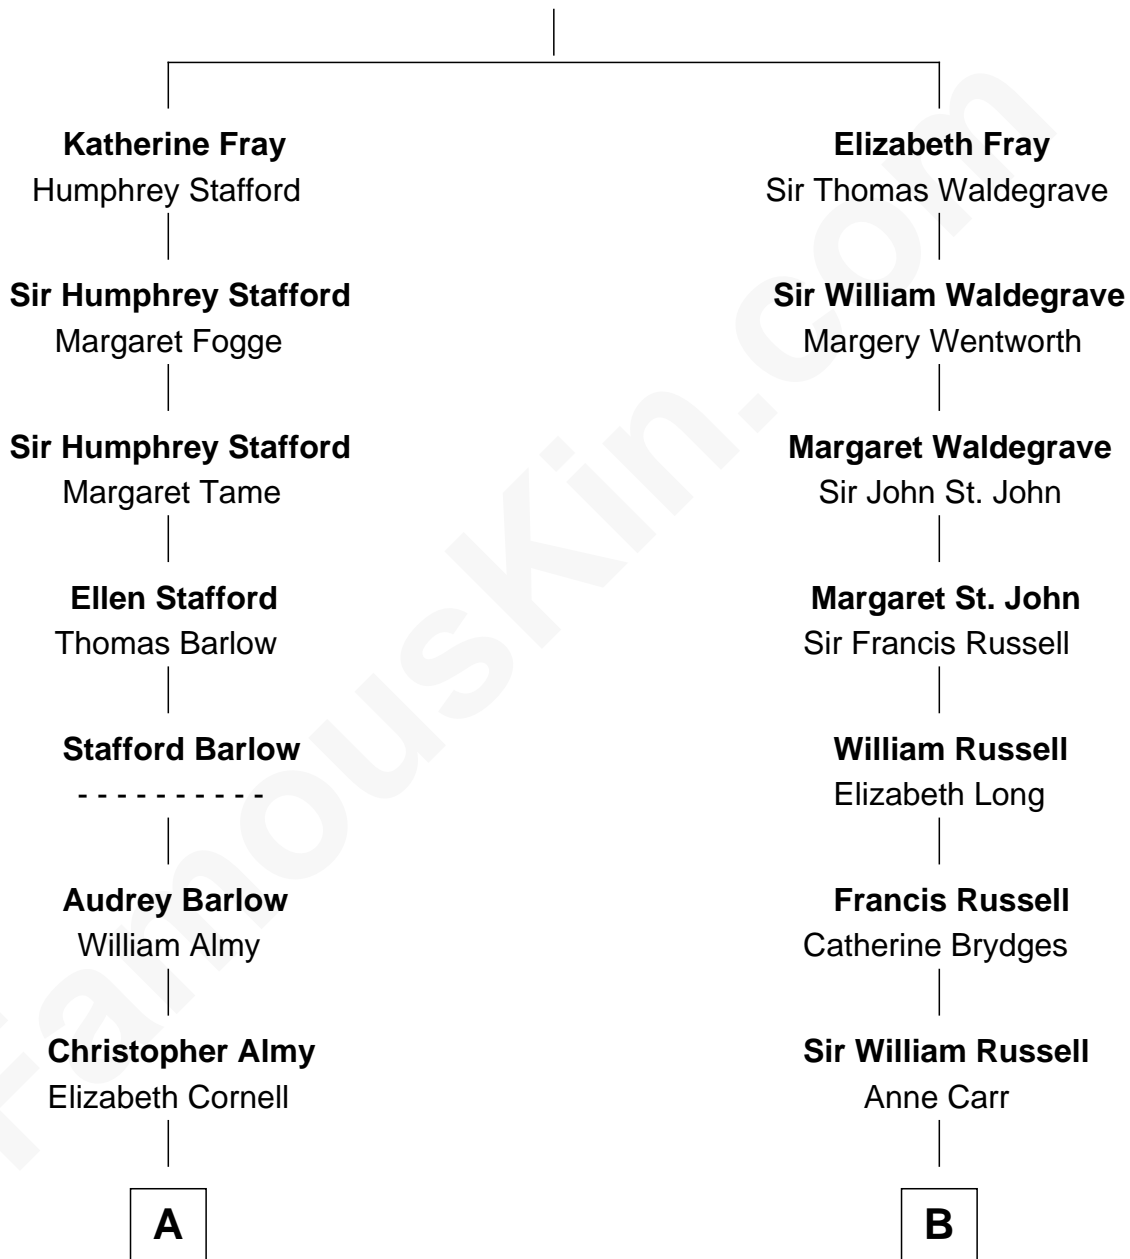 Katherine Fray
Humphrey Stafford
Sir Humphrey Stafford
Margaret Fogge
Sir Humphrey Stafford
Margaret Tame
Ellen Stafford
Thomas Barlow
Stafford Barlow
- - - - - - - - - -
Audrey Barlow
William Almy
Christopher Almy
Elizabeth Cornell
A
Elizabeth Fray
Sir Thomas Waldegrave
Sir William Waldegrave
Margery Wentworth
Margaret Waldegrave
Sir John St. John
Margaret St. John
Sir Francis Russell
William Russell
Elizabeth Long
Francis Russell
Catherine Brydges
Sir William Russell
Anne Carr
B
FamousKin.com